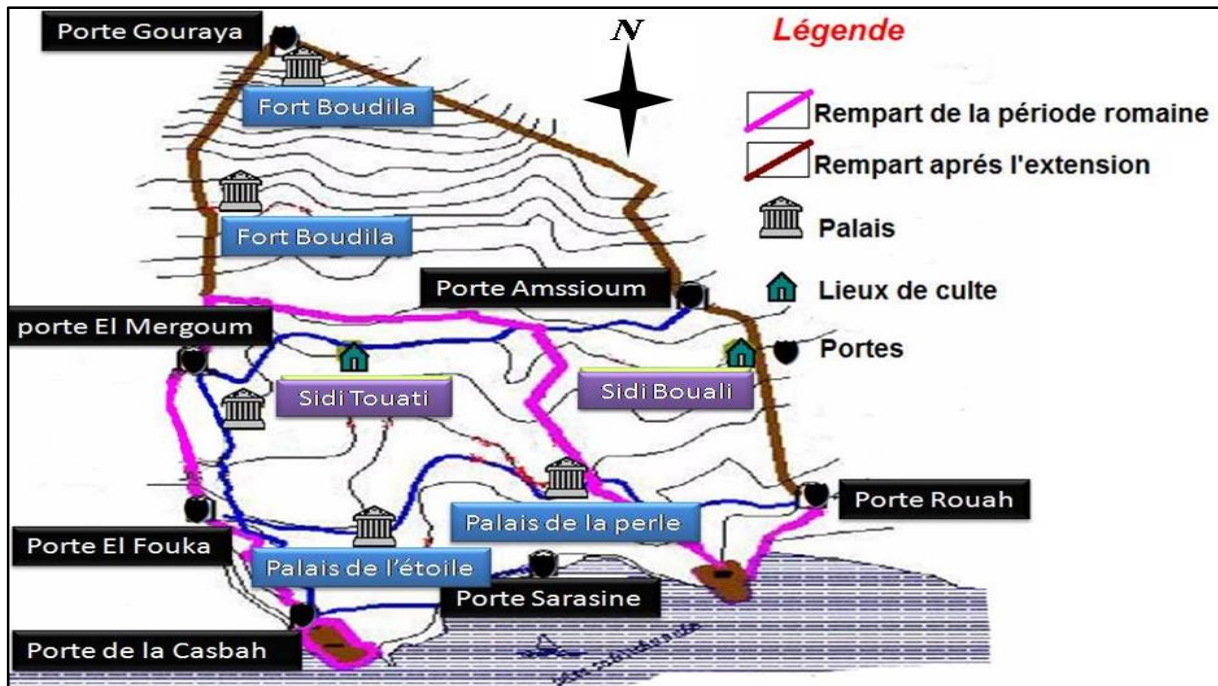 Porte Gouraya
N
Légende
Fort Boudila
Rempart de la période romaine
Rempart aprés l'extension
Fort Boudila
Palais
Porte Amssioum
Lieux de culte
porte El Mergoum
Portes
Sidi Touati
Sidi Bouali
Porte Rouah
Palais de la perle
Porte El Fouka
Palais de l'étoile
Porte Sarasine
Porte de la Casbah